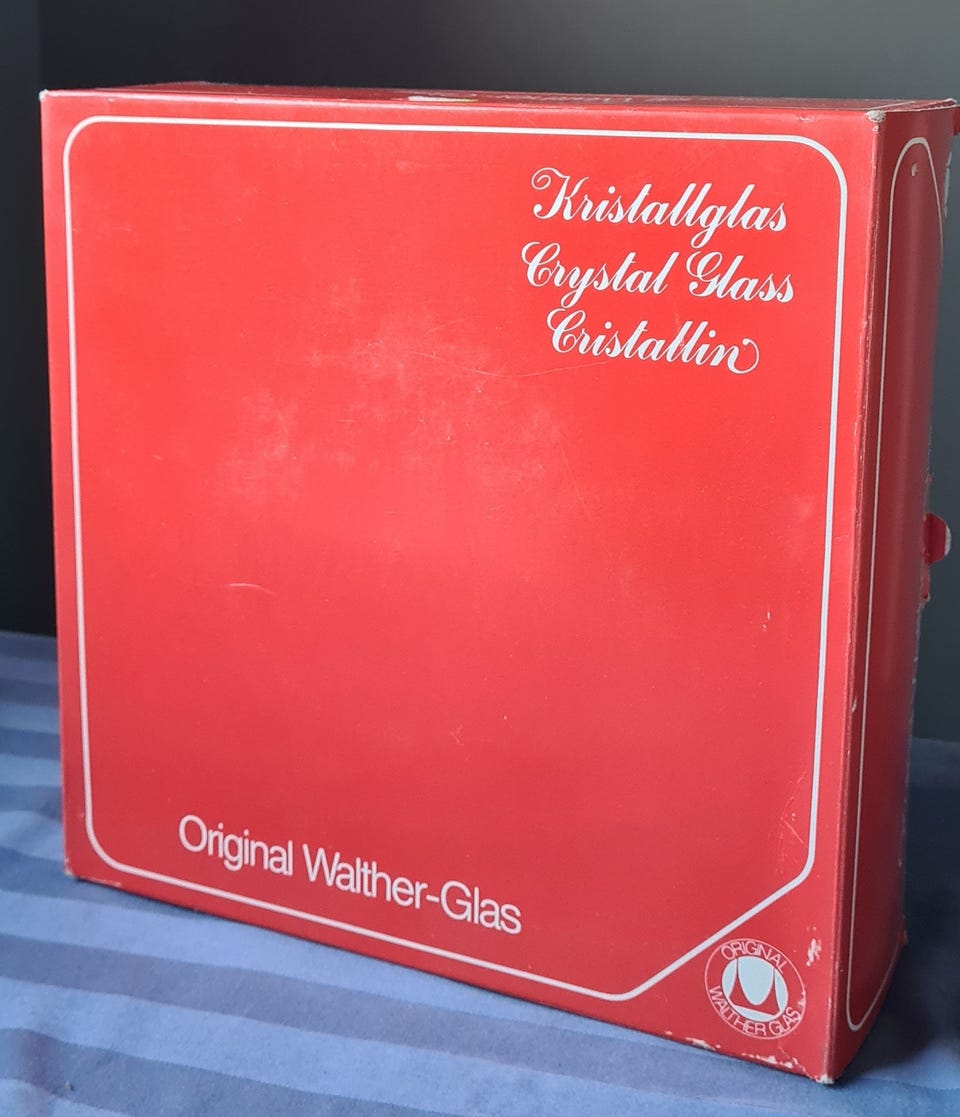 Kristallglas
Crystal Glass
Cristallin
Original Walther-Glas
ORIGINAL
WALTHER GLAS